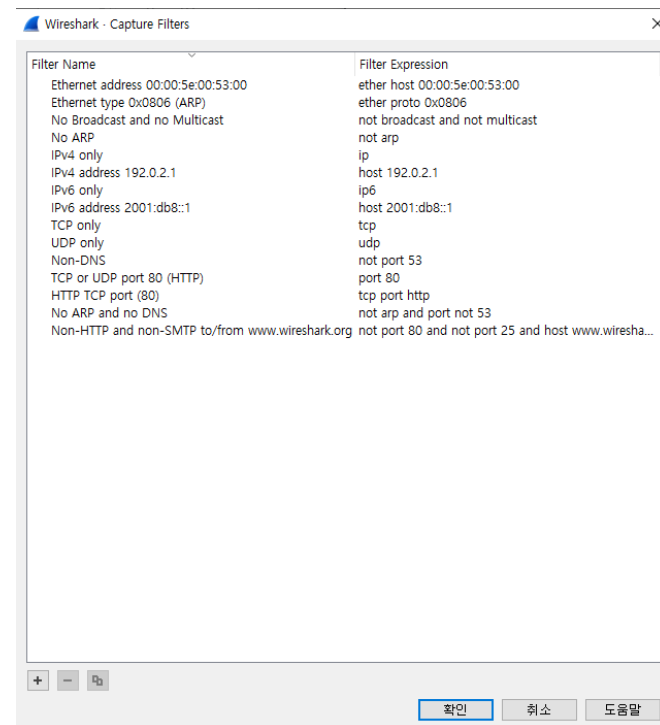 Wireshark · Capture Filters
Filter Name Filter Expression
Ethernet address 00:00:5e:00:53:00 ether host 00:00:5e:00:53:00
Ethernet type 0x0806 (ARP) ether proto 0x0806
No Broadcast and no Multicast not broadcast and not multicast
No ARP not arp
IPv4 only ip
IPv4 address 192.0.2.1 host 192.0.2.1
IPv6 only ip6
IPv6 address 2001:db8::1 host 2001:db8::1
TCP only tcp
UDP only udp
Non-DNS not port 53
TCP or UDP port 80 (HTTP) port 80
HTTP TCP port (80) tcp port http
No ARP and no DNS not arp and port not 53
Non-HTTP and non-SMTP to/from www.wireshark.org not port 80 and not port 25 and host www.wiresha...
확인 취소 도움말